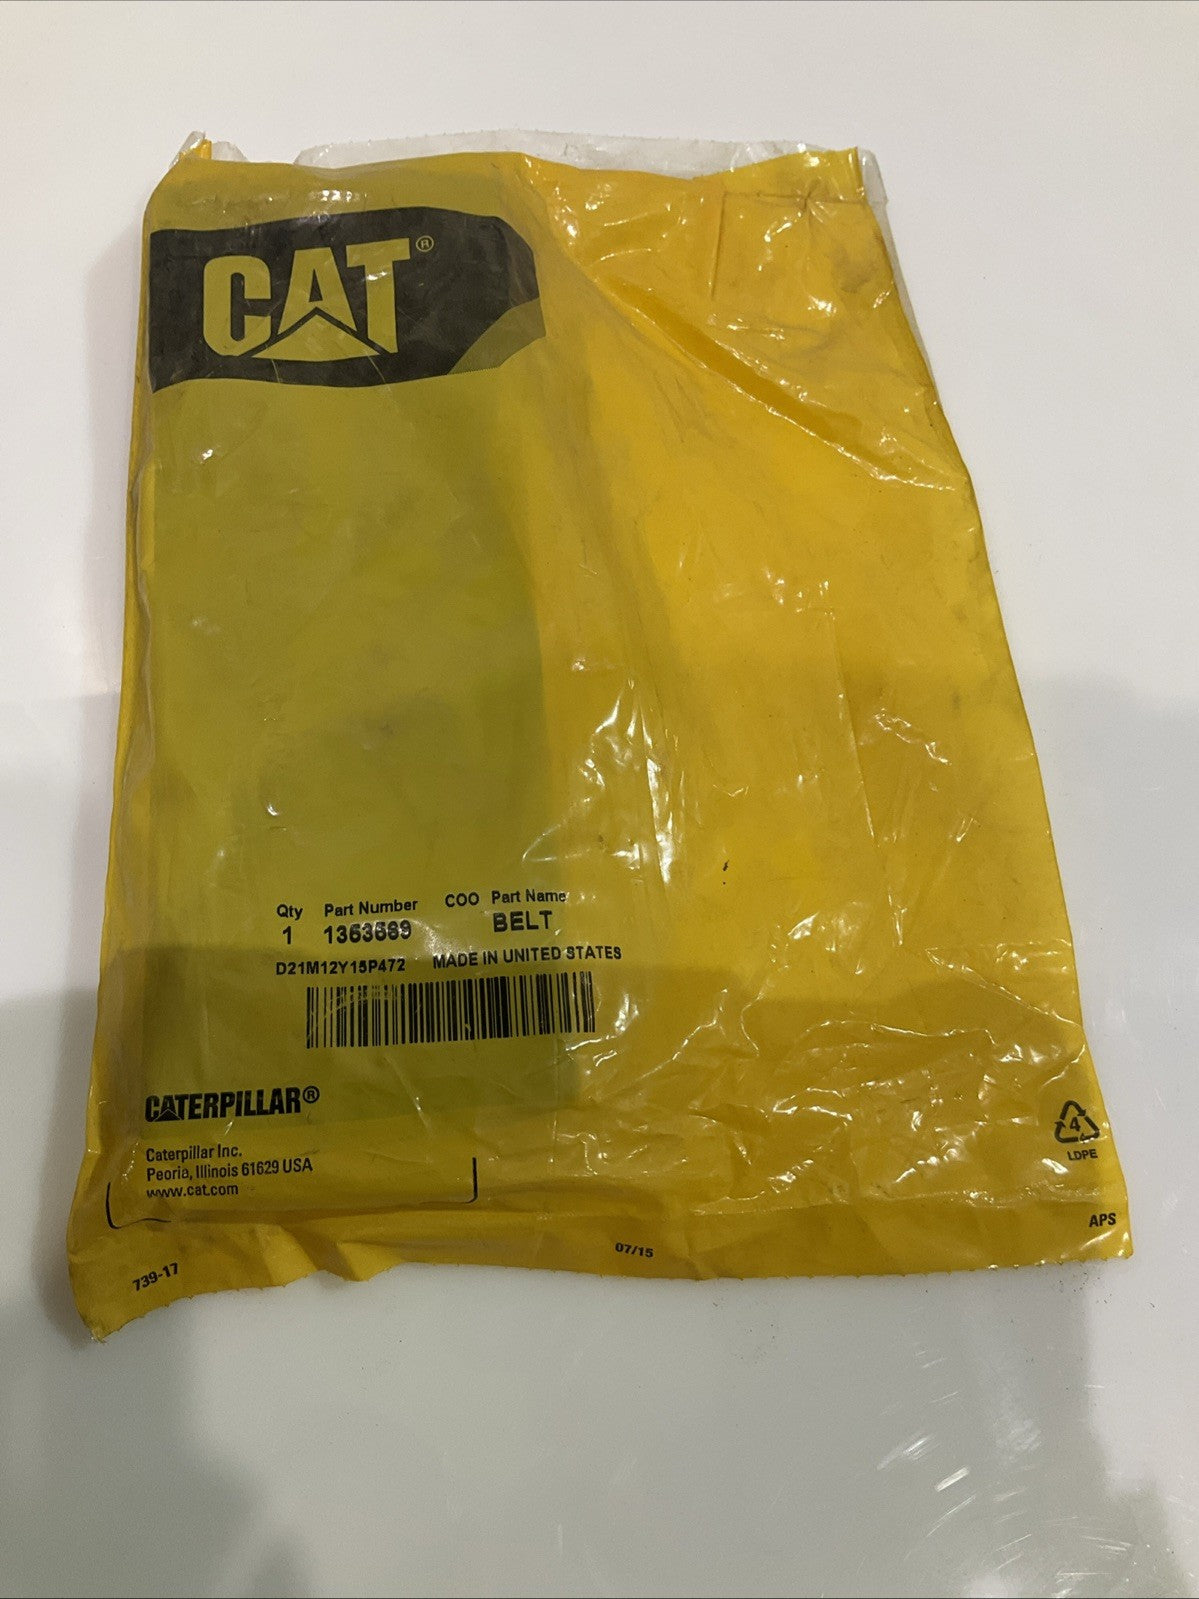 CAT®
Qty Part Number COO Part Name
1 1363689 BELT
D21M12Y15P472 MADE IN UNITED STATES
CATERPILLAR®
Caterpillar Inc.
Peoria, Illinois 61629 USA
www.cat.com
4
LDPE
APS
07/15
739-17